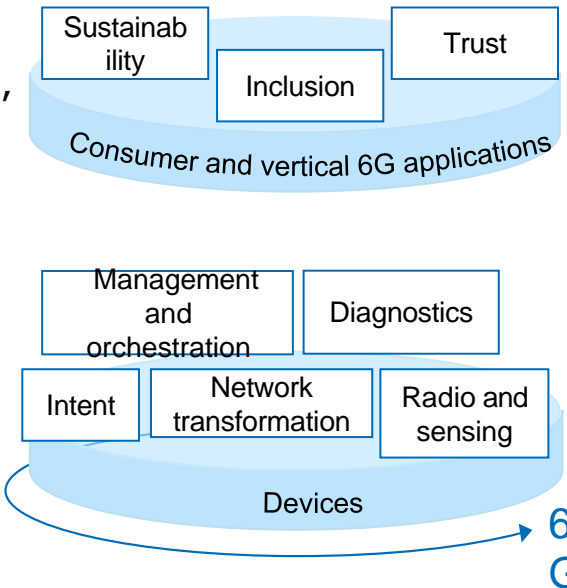 Sustainab
ility
Trust
,
Inclusion
Consumer and vertical 6G applications
Management
and
orchestration
Diagnostics
Intent
Network
transformation
Radio and
sensing
Devices
6
G